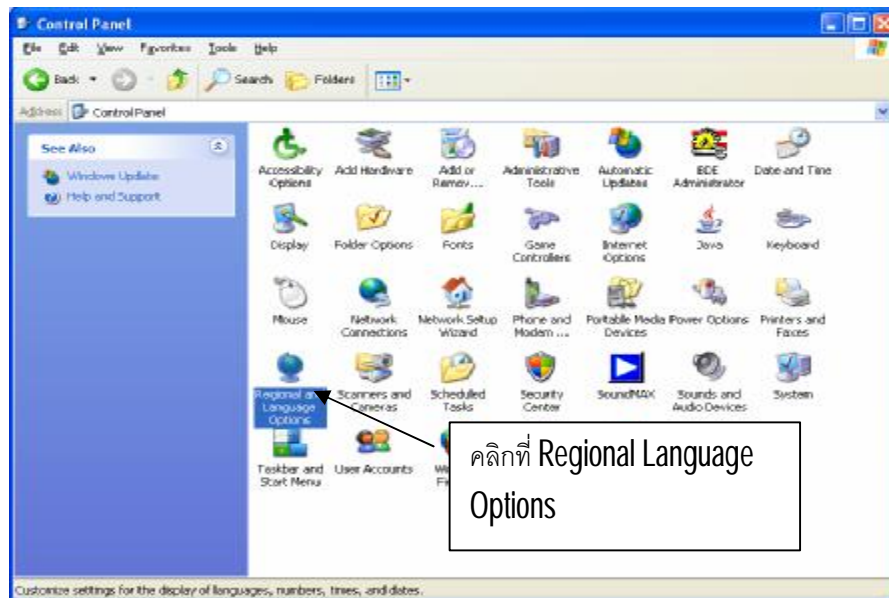 Control Panel
File Edit View Favorites Tools Help
Back Search Folders
Address Control Panel
See Also
Windows Update
Help and Support
Accessibility Options
Add Hardware
Add or Remov...
Administrative Tools
Automatic Updates
BDE Administrator
Date and Time
Display
Folder Options
Fonts
Game Controllers
Internet Options
Java
Keyboard
Mouse
Network Connections
Network Setup Wizard
Phone and Modem ...
Portable Media Devices
Power Options
Printers and Faxes
Regional and Language Options
Scanners and Cameras
Scheduled Tasks
Security Center
SoundMAX
Sounds and Audio Devices
System
Taskbar and Start Menu
User Accounts
คลิกที่ Regional Language
Options
Customize settings for the display of languages, numbers, times, and dates.